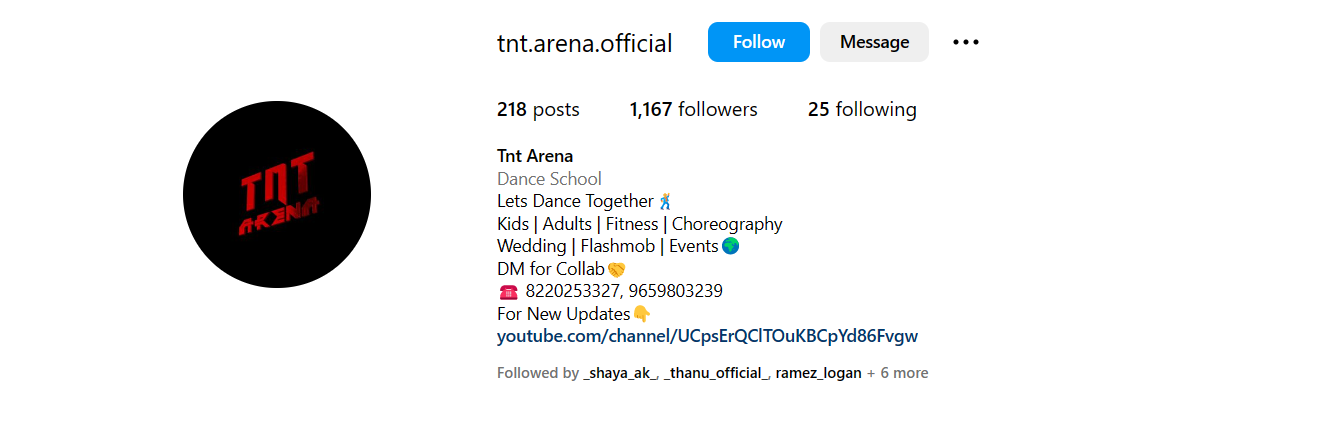 tnt.arena.official Follow Message
218 posts 1,167 followers 25 following
TNT
ARENA
Tnt Arena
Dance School
Lets Dance Together🕺
Kids | Adults | Fitness | Choreography
Wedding | Flashmob | Events🌍
DM for Collab🤝
☎️ 8220253327, 9659803239
For New Updates👇
youtube.com/channel/UCpsErQClTOuKBCpYd86Fvgw
Followed by _shaya_ak_, _thanu_official_, ramez_logan + 6 more